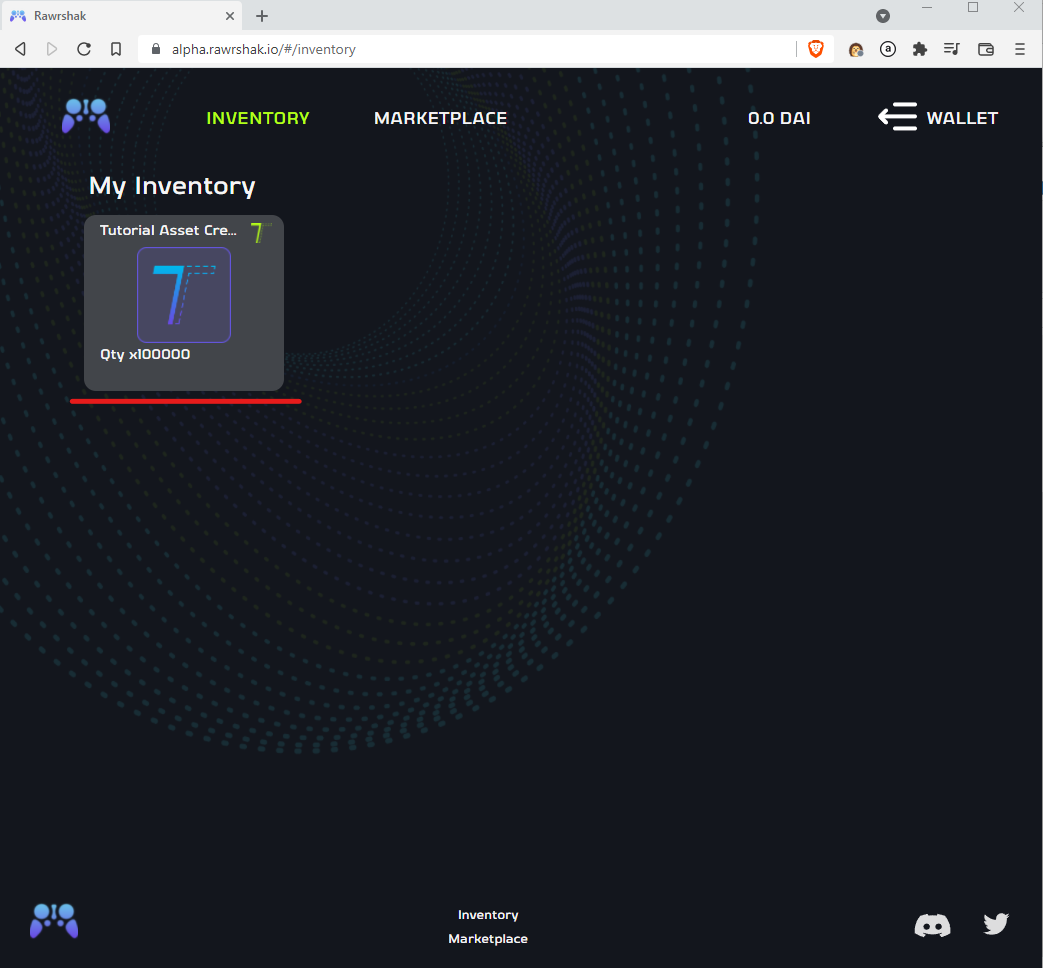 Rawrshak
alpha.rawrshak.io/#/inventory
INVENTORY MARKETPLACE 0.0 DAI WALLET
My Inventory
Tutorial Asset Cre...
Qty x100000
Inventory
Marketplace